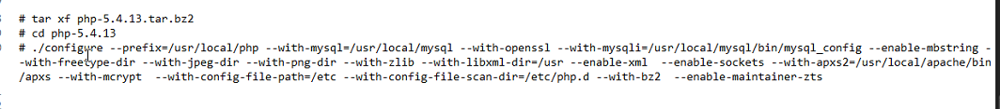 # tar xf php-5.4.13.tar.bz2
# cd php-5.4.13
# ./configure --prefix=/usr/local/php --with-mysql=/usr/local/mysql --with-openssl --with-mysqli=/usr/local/mysql/bin/mysql_config --enable-mbstring -
-with-freetype-dir --with-jpeg-dir --with-png-dir --with-zlib --with-libxml-dir=/usr --enable-xml  --enable-sockets --with-apxs2=/usr/local/apache/bin
/apxs --with-mcrypt  --with-config-file-path=/etc --with-config-file-scan-dir=/etc/php.d --with-bz2  --enable-maintainer-zts